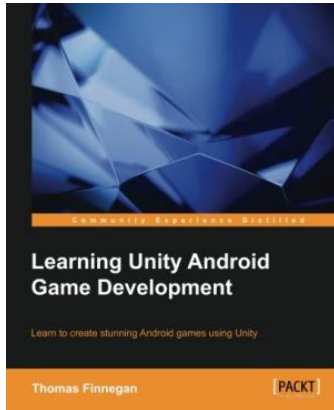 Community Experience Distilled
Learning Unity Android
Game Development
Learn to create stunning Android games using Unity
Thomas Finnegan
[PACKT]